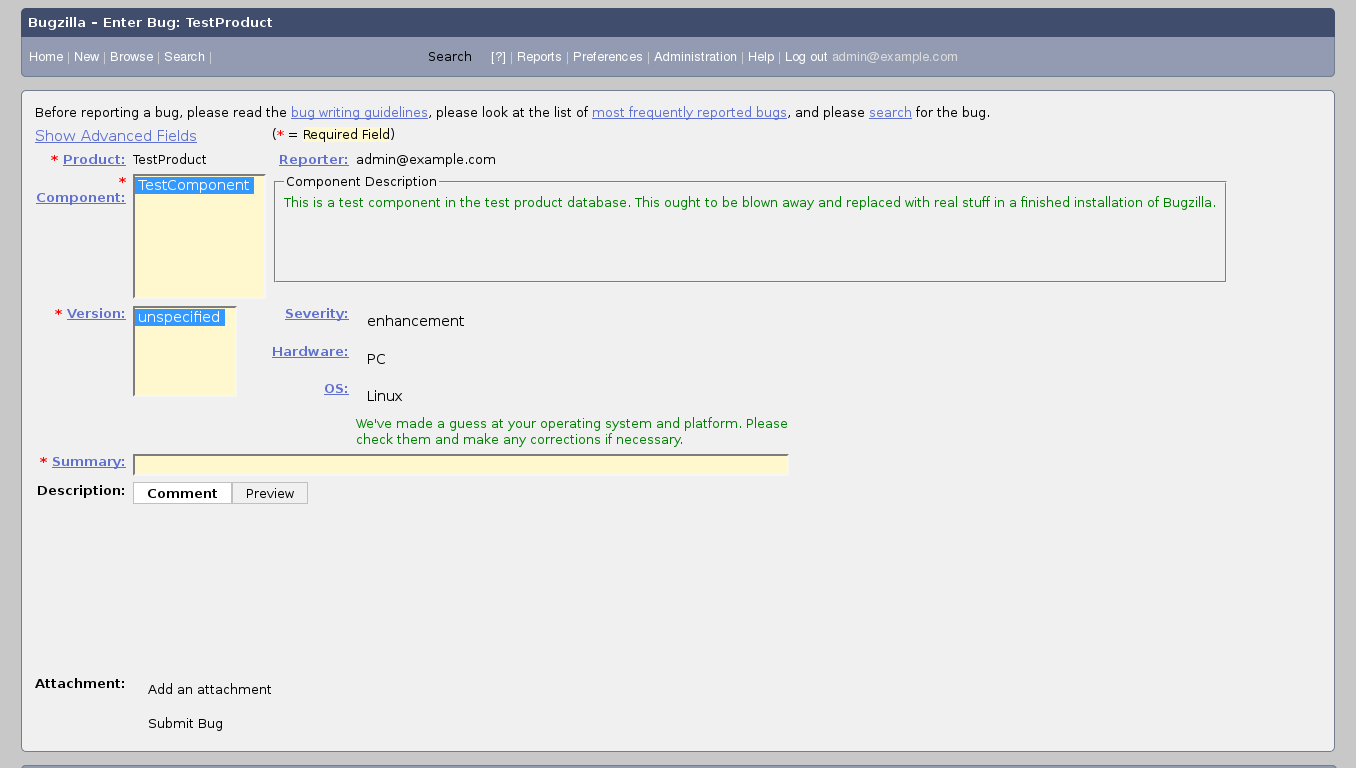 Bugzilla – Enter Bug: TestProduct
Home | New | Browse | Search | Search [?] | Reports | Preferences | Administration | Help | Log out admin@example.com
Before reporting a bug, please read the bug writing guidelines, please look at the list of most frequently reported bugs, and please search for the bug.
Show Advanced Fields (* = Required Field)
* Product: TestProduct Reporter: admin@example.com
* Component: TestComponent
Component Description
This is a test component in the test product database. This ought to be blown away and replaced with real stuff in a finished installation of Bugzilla.
* Version: unspecified Severity: enhancement
Hardware: PC
OS: Linux
We've made a guess at your operating system and platform. Please
check them and make any corrections if necessary.
* Summary:
Description: Comment Preview
Attachment: Add an attachment
Submit Bug